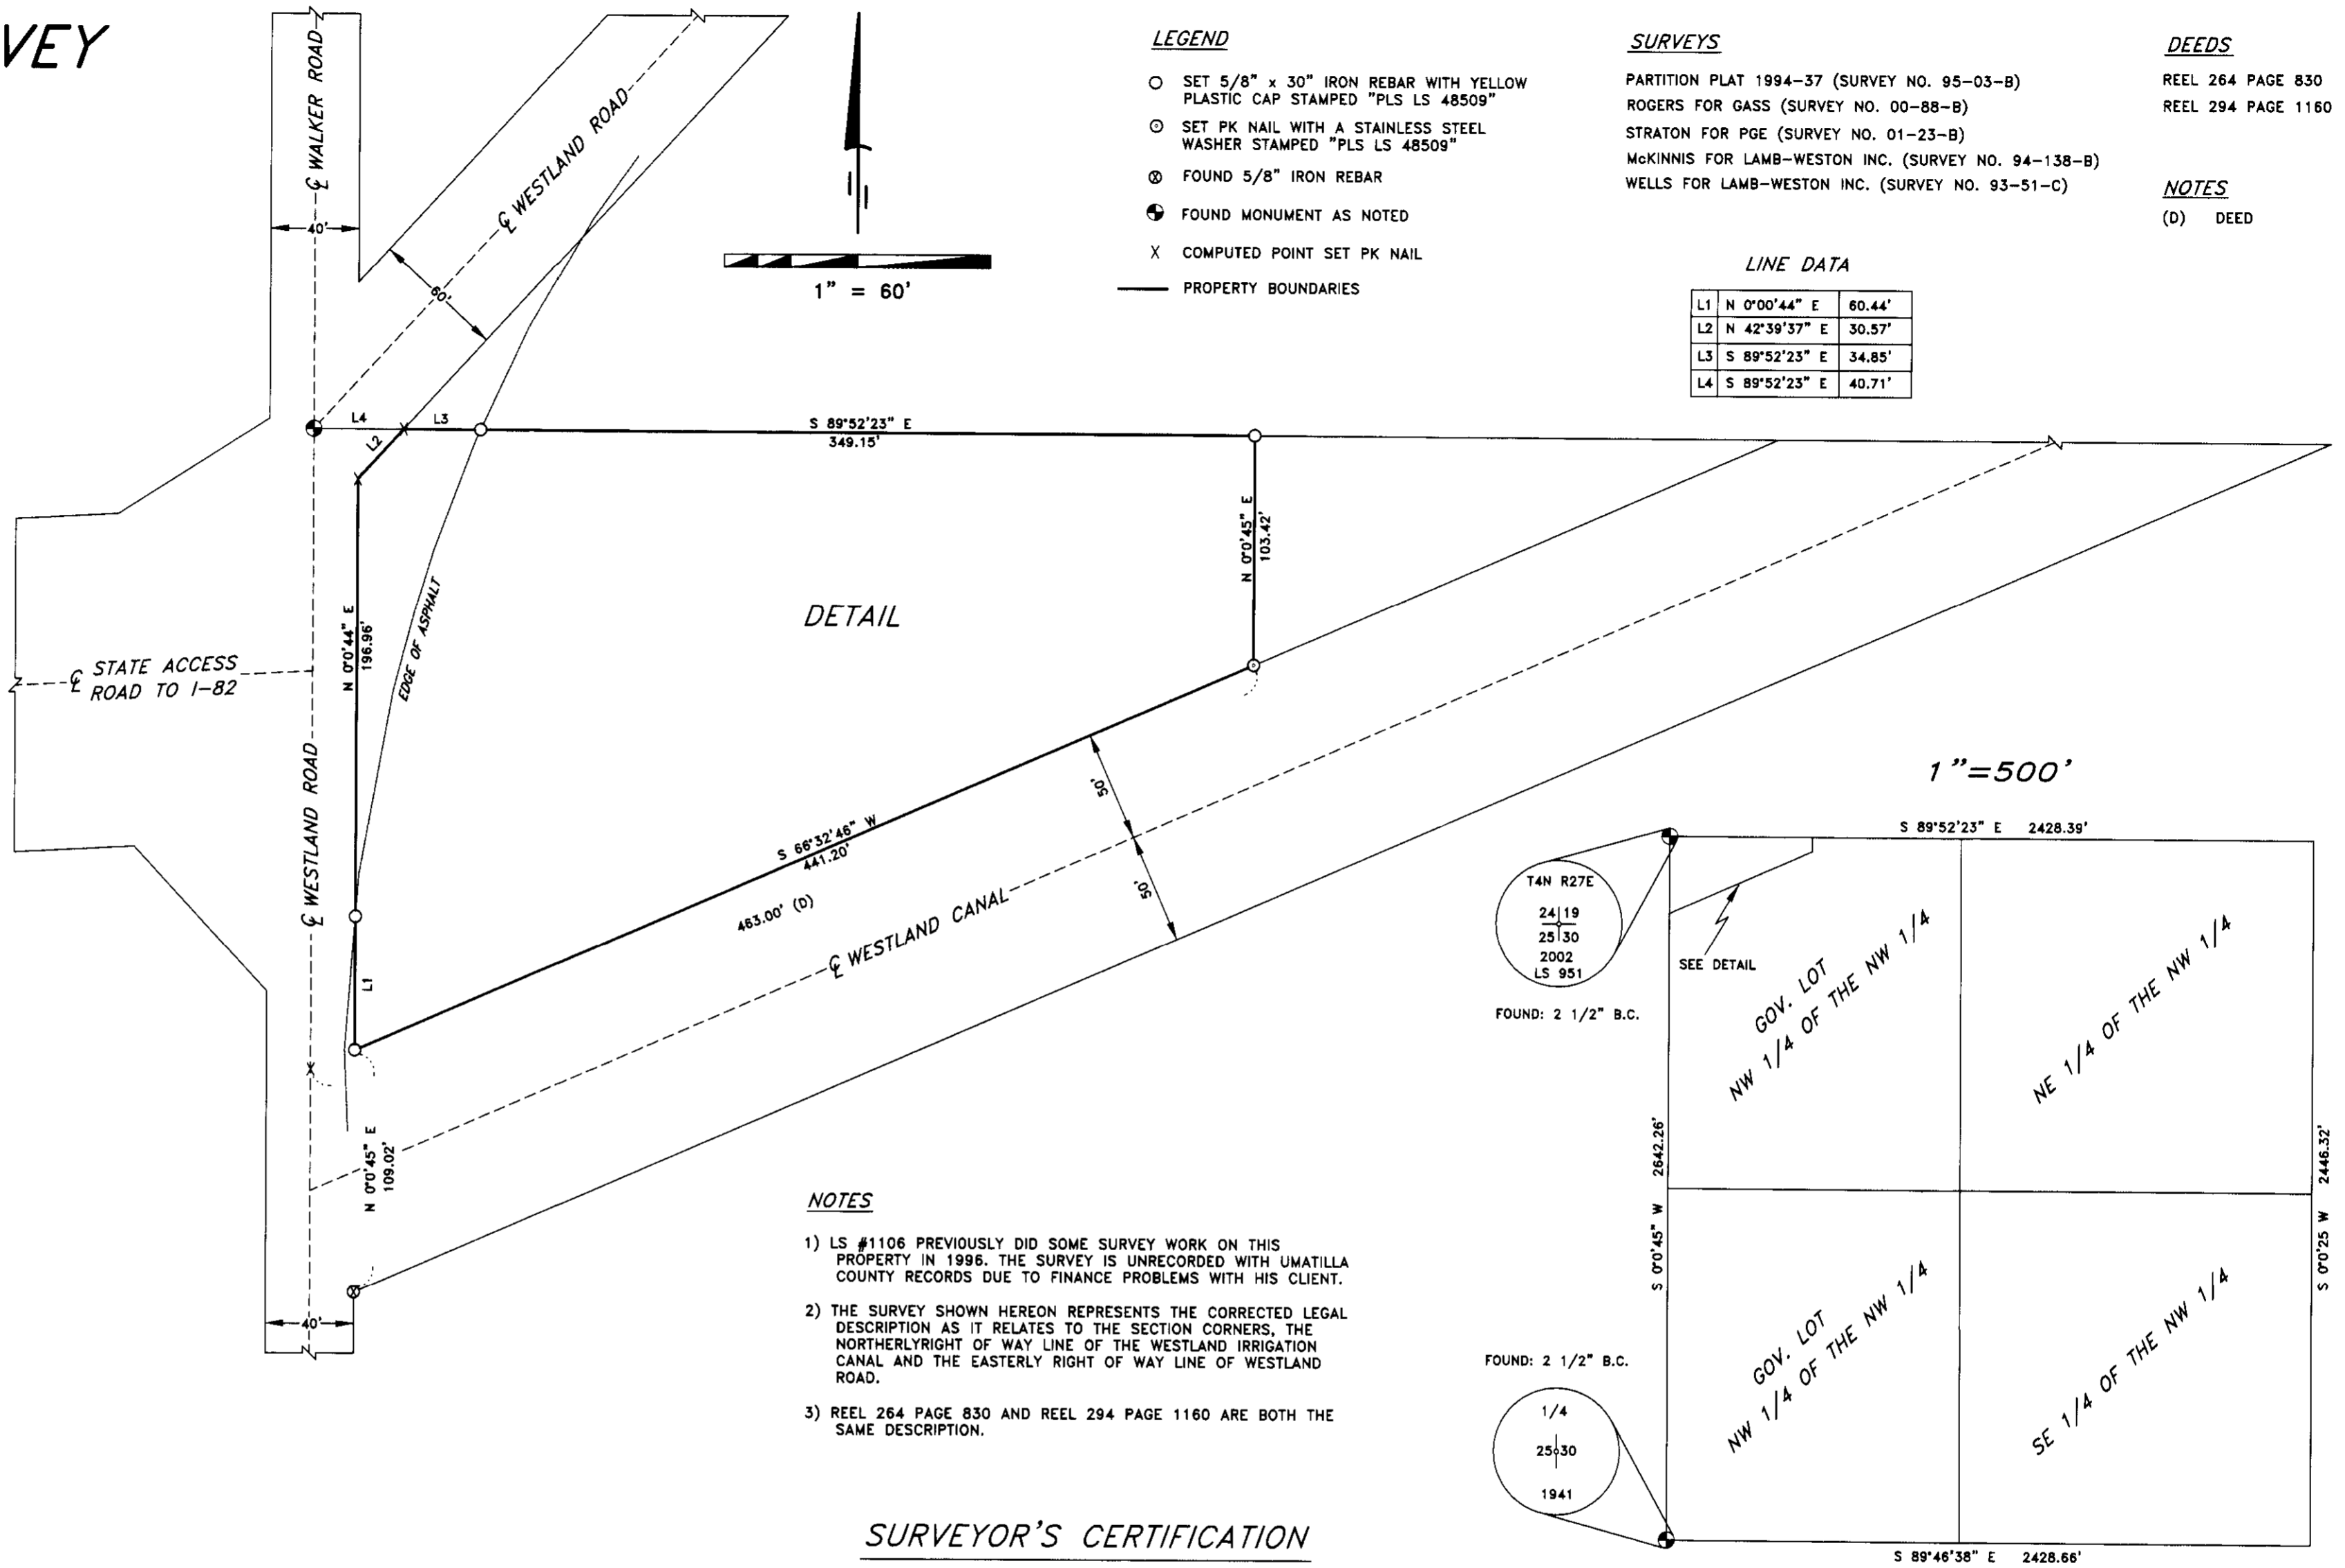 VEY
LEGEND
SET 5/8" x 30" IRON REBAR WITH YELLOW
PLASTIC CAP STAMPED "PLS LS 48509"
SET PK NAIL WITH A STAINLESS STEEL
WASHER STAMPED "PLS LS 48509"
FOUND 5/8" IRON REBAR
FOUND MONUMENT AS NOTED
X COMPUTED POINT SET PK NAIL
PROPERTY BOUNDARIES
SURVEYS
PARTITION PLAT 1994-37 (SURVEY NO. 95-03-B)
ROGERS FOR GASS (SURVEY NO. 00-88-B)
STRATON FOR PGE (SURVEY NO. 01-23-B)
McKINNIS FOR LAMB-WESTON INC. (SURVEY NO. 94-138-B)
WELLS FOR LAMB-WESTON INC. (SURVEY NO. 93-51-C)
DEEDS
REEL 264 PAGE 830
REEL 294 PAGE 1160
NOTES
(D) DEED
LINE DATA
L1 N 0°00'44" E 60.44'
L2 N 42°39'37" E 30.57'
L3 S 89°52'23" E 34.85'
L4 S 89°52'23" E 40.71'
℄ WALKER ROAD
℄ WESTLAND ROAD
40'
60'
1" = 60'
L4
L3
L2
S 89°52'23" E
349.15'
N 0°0'45" E
103.42'
N 0°0'44" E
196.96'
EDGE OF ASPHALT
DETAIL
℄ STATE ACCESS
ROAD TO I-82
℄ WESTLAND ROAD
L1
S 66°32'46" W
441.20'
463.00' (D)
50'
50'
℄ WESTLAND CANAL
N 0°0'45" E
109.02'
40'
1"=500'
S 89°52'23" E 2428.39'
T4N R27E
24 19
25 30
2002
LS 951
FOUND: 2 1/2" B.C.
SEE DETAIL
GOV. LOT
NW 1/4 OF THE NW 1/4
NE 1/4 OF THE NW 1/4
S 0°0'45" W 2642.26'
S 0°0'25 W 2446.32'
GOV. LOT
NW 1/4 OF THE NW 1/4
SE 1/4 OF THE NW 1/4
FOUND: 2 1/2" B.C.
1/4
25 30
1941
S 89°46'38" E 2428.66'
NOTES
1) LS #1106 PREVIOUSLY DID SOME SURVEY WORK ON THIS
PROPERTY IN 1996. THE SURVEY IS UNRECORDED WITH UMATILLA
COUNTY RECORDS DUE TO FINANCE PROBLEMS WITH HIS CLIENT.
2) THE SURVEY SHOWN HEREON REPRESENTS THE CORRECTED LEGAL
DESCRIPTION AS IT RELATES TO THE SECTION CORNERS, THE
NORTHERLYRIGHT OF WAY LINE OF THE WESTLAND IRRIGATION
CANAL AND THE EASTERLY RIGHT OF WAY LINE OF WESTLAND
ROAD.
3) REEL 264 PAGE 830 AND REEL 294 PAGE 1160 ARE BOTH THE
SAME DESCRIPTION.
SURVEYOR'S CERTIFICATION